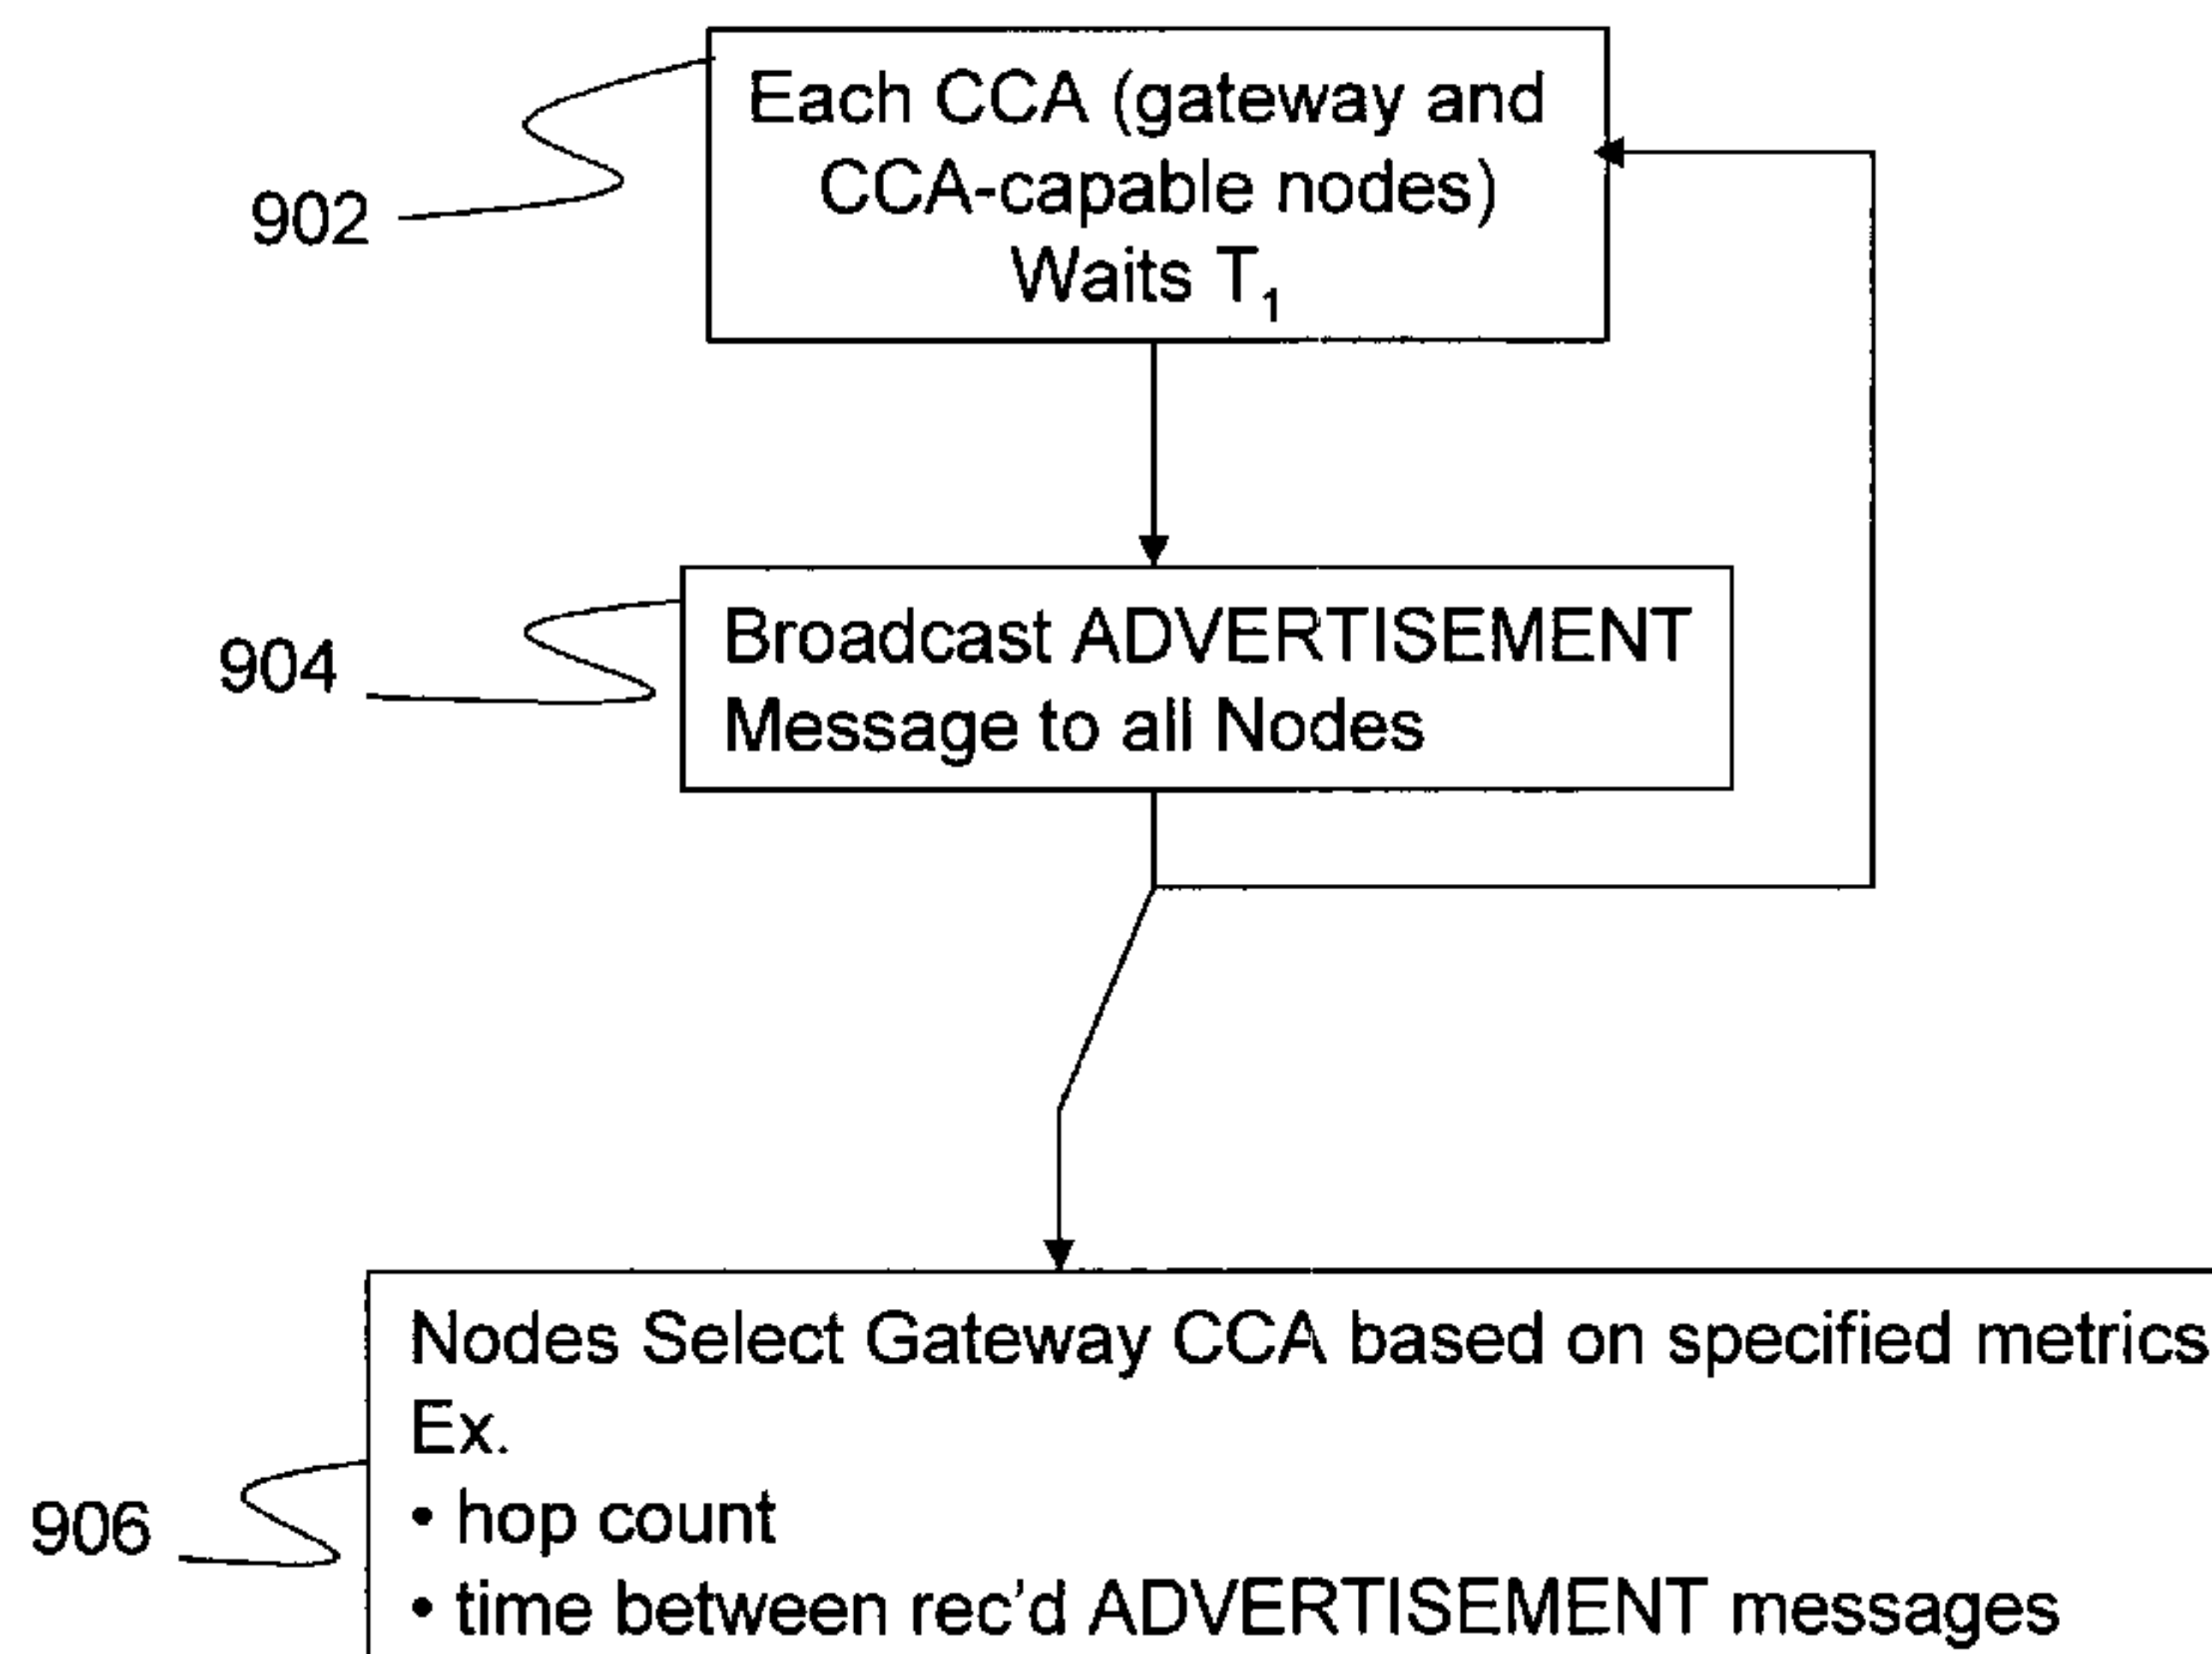 Each CCA (gateway and
CCA-capable nodes)
Waits T₁
902
Broadcast ADVERTISEMENT
Message to all Nodes
904
Nodes Select Gateway CCA based on specified metrics
Ex.
• hop count
• time between rec'd ADVERTISEMENT messages
906